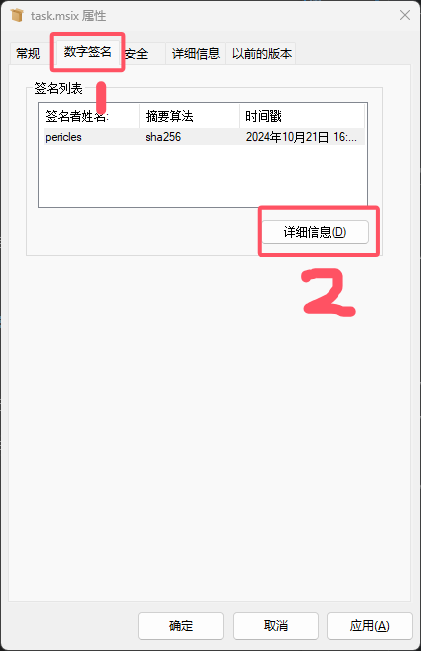 task.msix 属性
常规 数字签名 安全 详细信息 以前的版本
签名列表
签名者姓名: 摘要算法 时间戳
pericles sha256 2024年10月21日 16:...
详细信息(D)
1
2
确定 取消 应用(A)